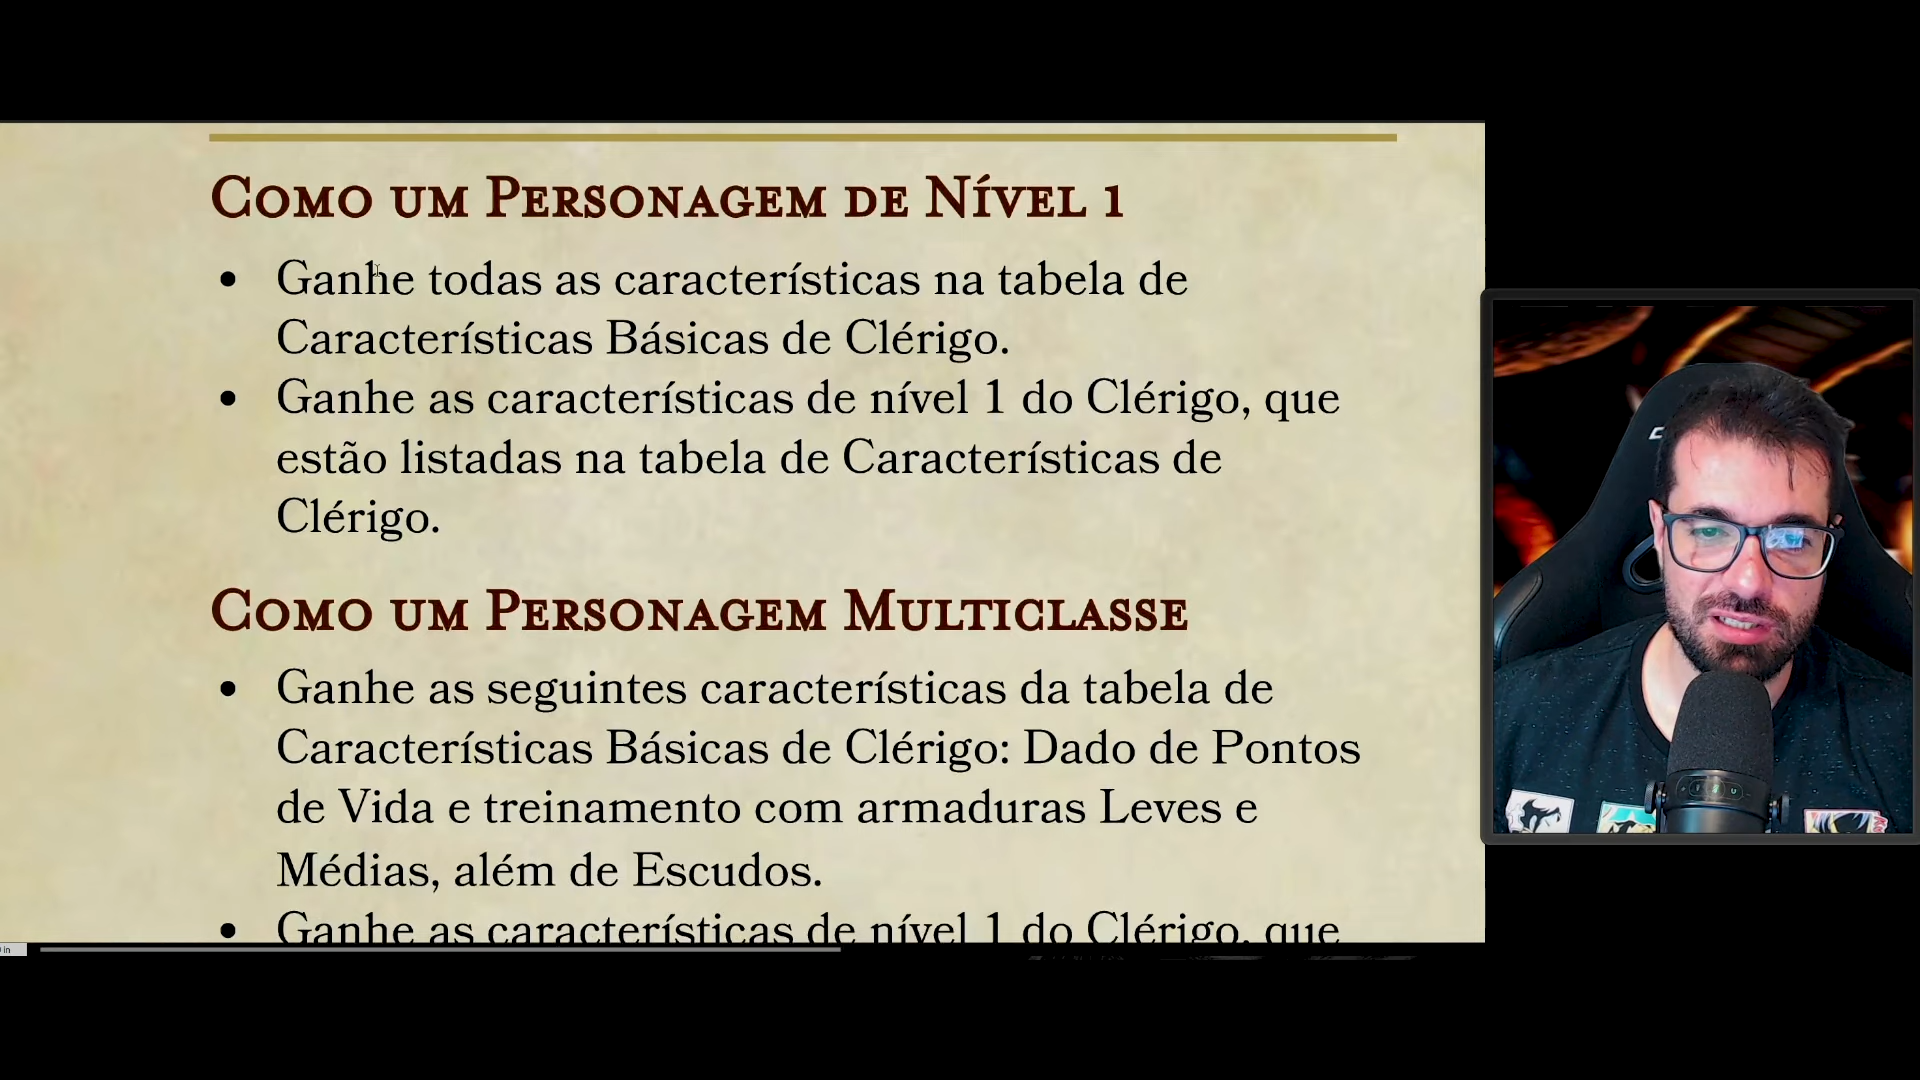 Como um Personagem de Nível 1
• Ganhe todas as características na tabela de
Características Básicas de Clérigo.
• Ganhe as características de nível 1 do Clérigo, que
estão listadas na tabela de Características de
Clérigo.
Como um Personagem Multiclasse
• Ganhe as seguintes características da tabela de
Características Básicas de Clérigo: Dado de Pontos
de Vida e treinamento com armaduras Leves e
Médias, além de Escudos.
• Ganhe as características de nível 1 do Clérigo, que
in